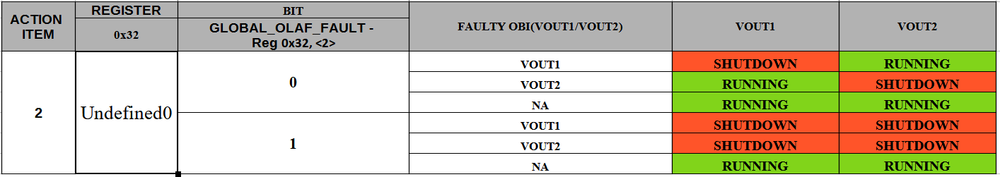 ACTION ITEM
REGISTER
BIT
FAULTY OBI(VOUT1/VOUT2)
VOUT1
VOUT2
0x32
GLOBAL_OLAF_FAULT -
Reg 0x32, <2>
2
Undefined0
0
VOUT1
SHUTDOWN
RUNNING
VOUT2
RUNNING
SHUTDOWN
NA
RUNNING
RUNNING
1
VOUT1
SHUTDOWN
SHUTDOWN
VOUT2
SHUTDOWN
SHUTDOWN
NA
RUNNING
RUNNING